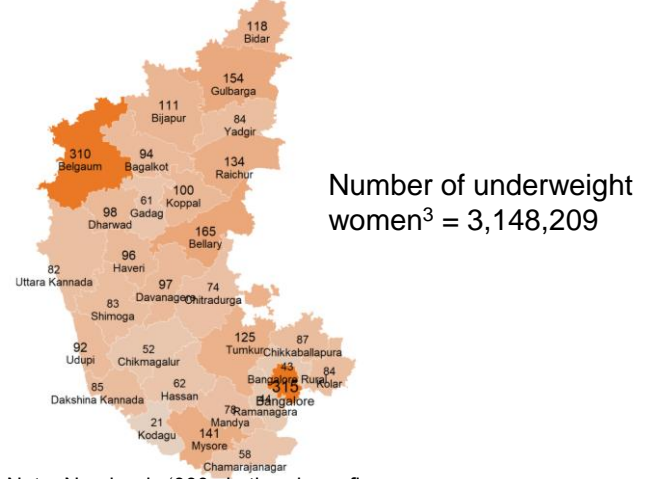 118
Bidar
154
Gulbarga
111
Bijapur
84
Yadgir
310
Belgaum
94
Bagalkot
134
Raichur
61
Gadag
100
Koppal
98
Dharwad
165
Bellary
Number of underweight
women³ = 3,148,209
96
Haveri
82
Uttara Kannada
97
Davanagere
74
Chitradurga
83
Shimoga
125
Tumkur
87
Chikkaballapura
92
Udupi
52
Chikmagalur
43
Bangalore Rural
84
Kolar
315
Bangalore
85
Dakshina Kannada
62
Hassan
Ramanagara
78
Mandya
21
Kodagu
141
Mysore
58
Chamarajanagar